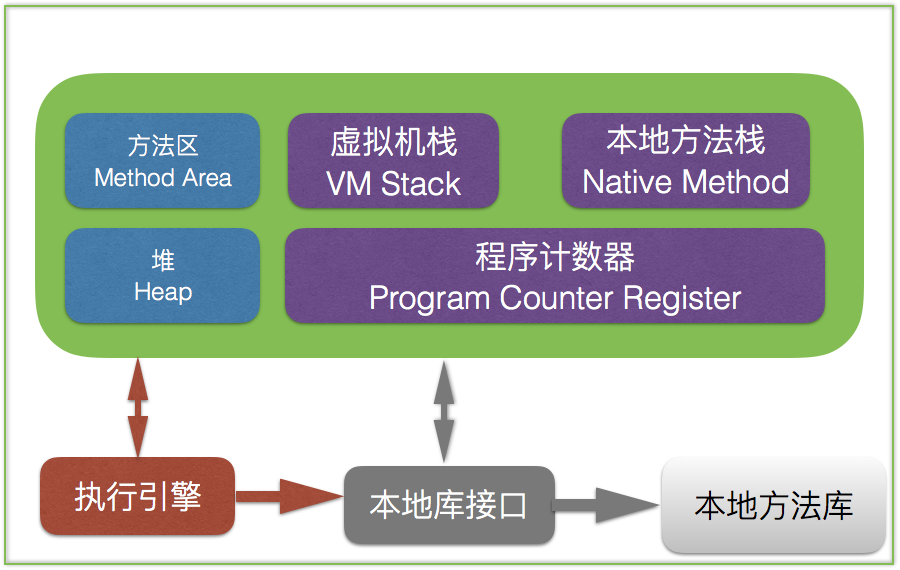 方法区
Method Area
虚拟机栈
VM Stack
本地方法栈
Native Method
堆
Heap
程序计数器
Program Counter Register
执行引擎
本地库接口
本地方法库